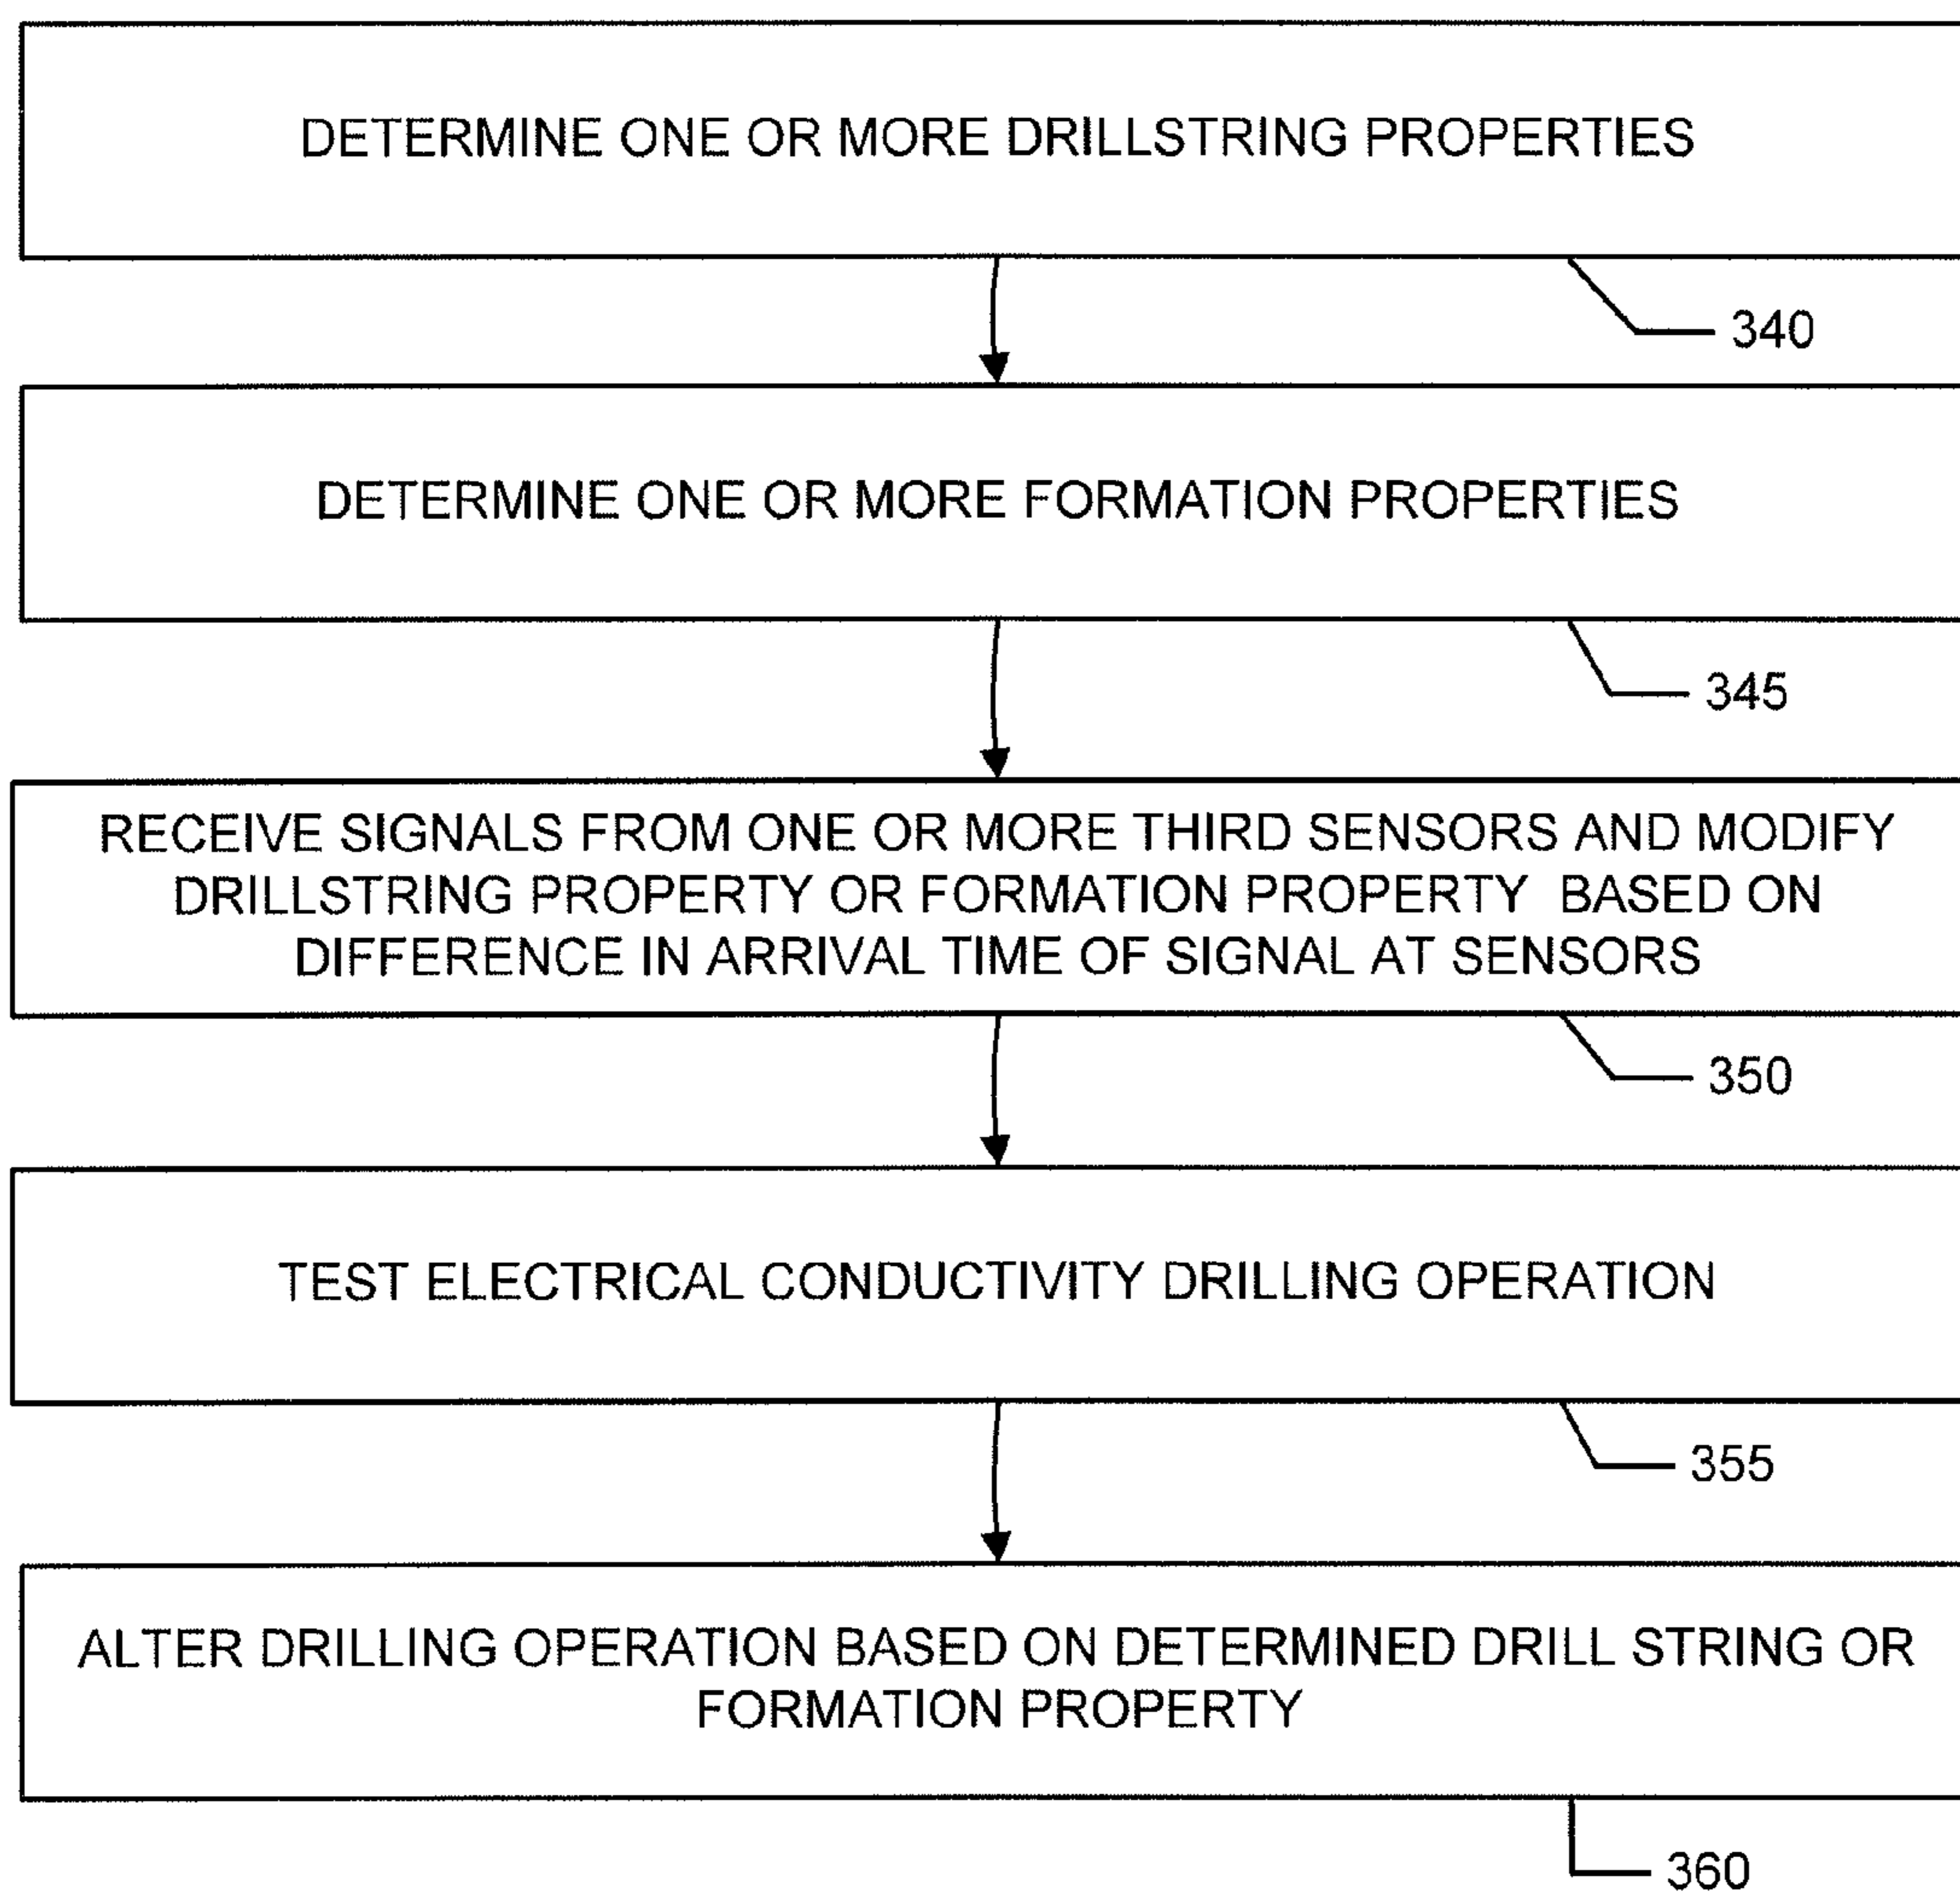 DETERMINE ONE OR MORE DRILLSTRING PROPERTIES
340
DETERMINE ONE OR MORE FORMATION PROPERTIES
345
RECEIVE SIGNALS FROM ONE OR MORE THIRD SENSORS AND MODIFY
DRILLSTRING PROPERTY OR FORMATION PROPERTY BASED ON
DIFFERENCE IN ARRIVAL TIME OF SIGNAL AT SENSORS
350
TEST ELECTRICAL CONDUCTIVITY DRILLING OPERATION
355
ALTER DRILLING OPERATION BASED ON DETERMINED DRILL STRING OR
FORMATION PROPERTY
360